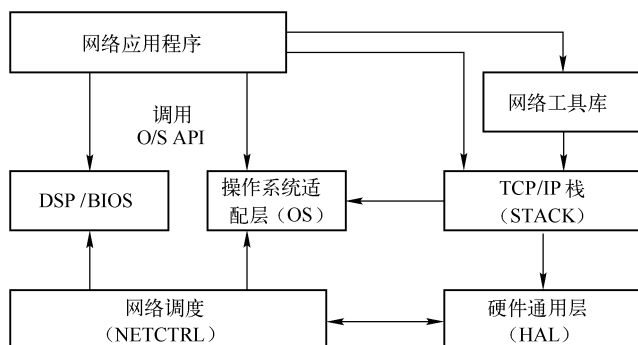 网络应用程序
调用
O/S API
网络工具库
DSP /BIOS
操作系统适
配层（OS）
TCP/IP 栈
（STACK）
网络调度
（NETCTRL）
硬件通用层
（HAL）